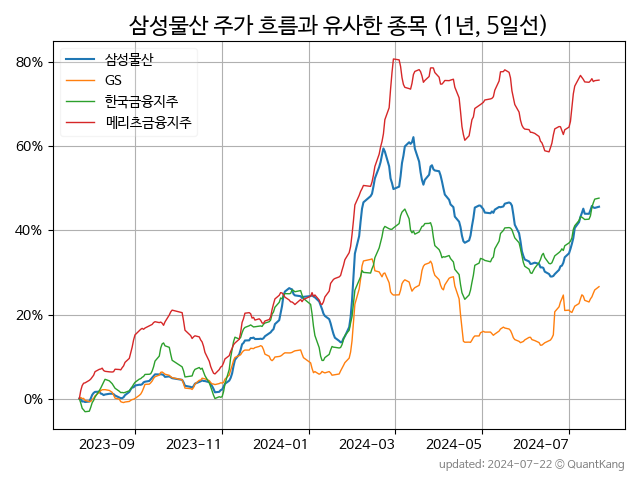 삼성물산 주가 흐름과 유사한 종목 (1년, 5일선)
삼성물산
GS
한국금융지주
메리츠금융지주
80%
60%
40%
20%
0%
2023-09
2023-11
2024-01
2024-03
2024-05
2024-07
updated: 2024-07-22 © QuantKang